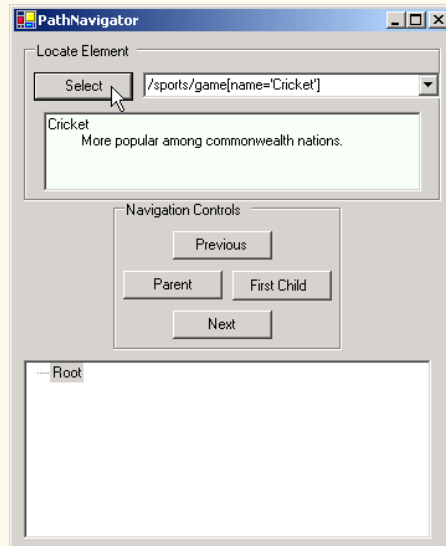 PathNavigator
Locate Element
Select
/sports/game[name='Cricket']
Cricket
More popular among commonwealth nations.
Navigation Controls
Previous
Parent
First Child
Next
Root